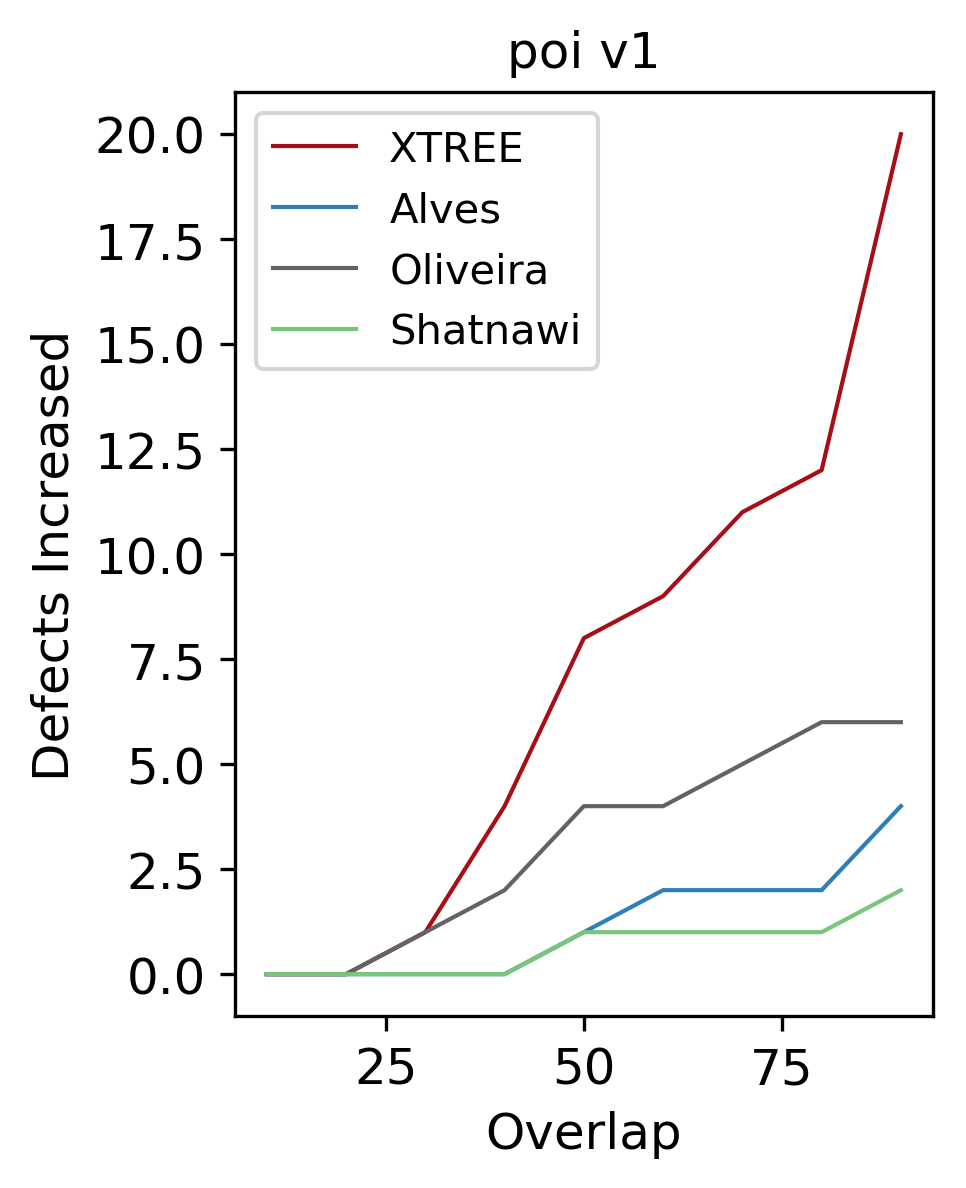 poi v1
XTREE
Alves
Oliveira
Shatnawi
Defects Increased
20.0
17.5
15.0
12.5
10.0
7.5
5.0
2.5
0.0
25 50 75
Overlap